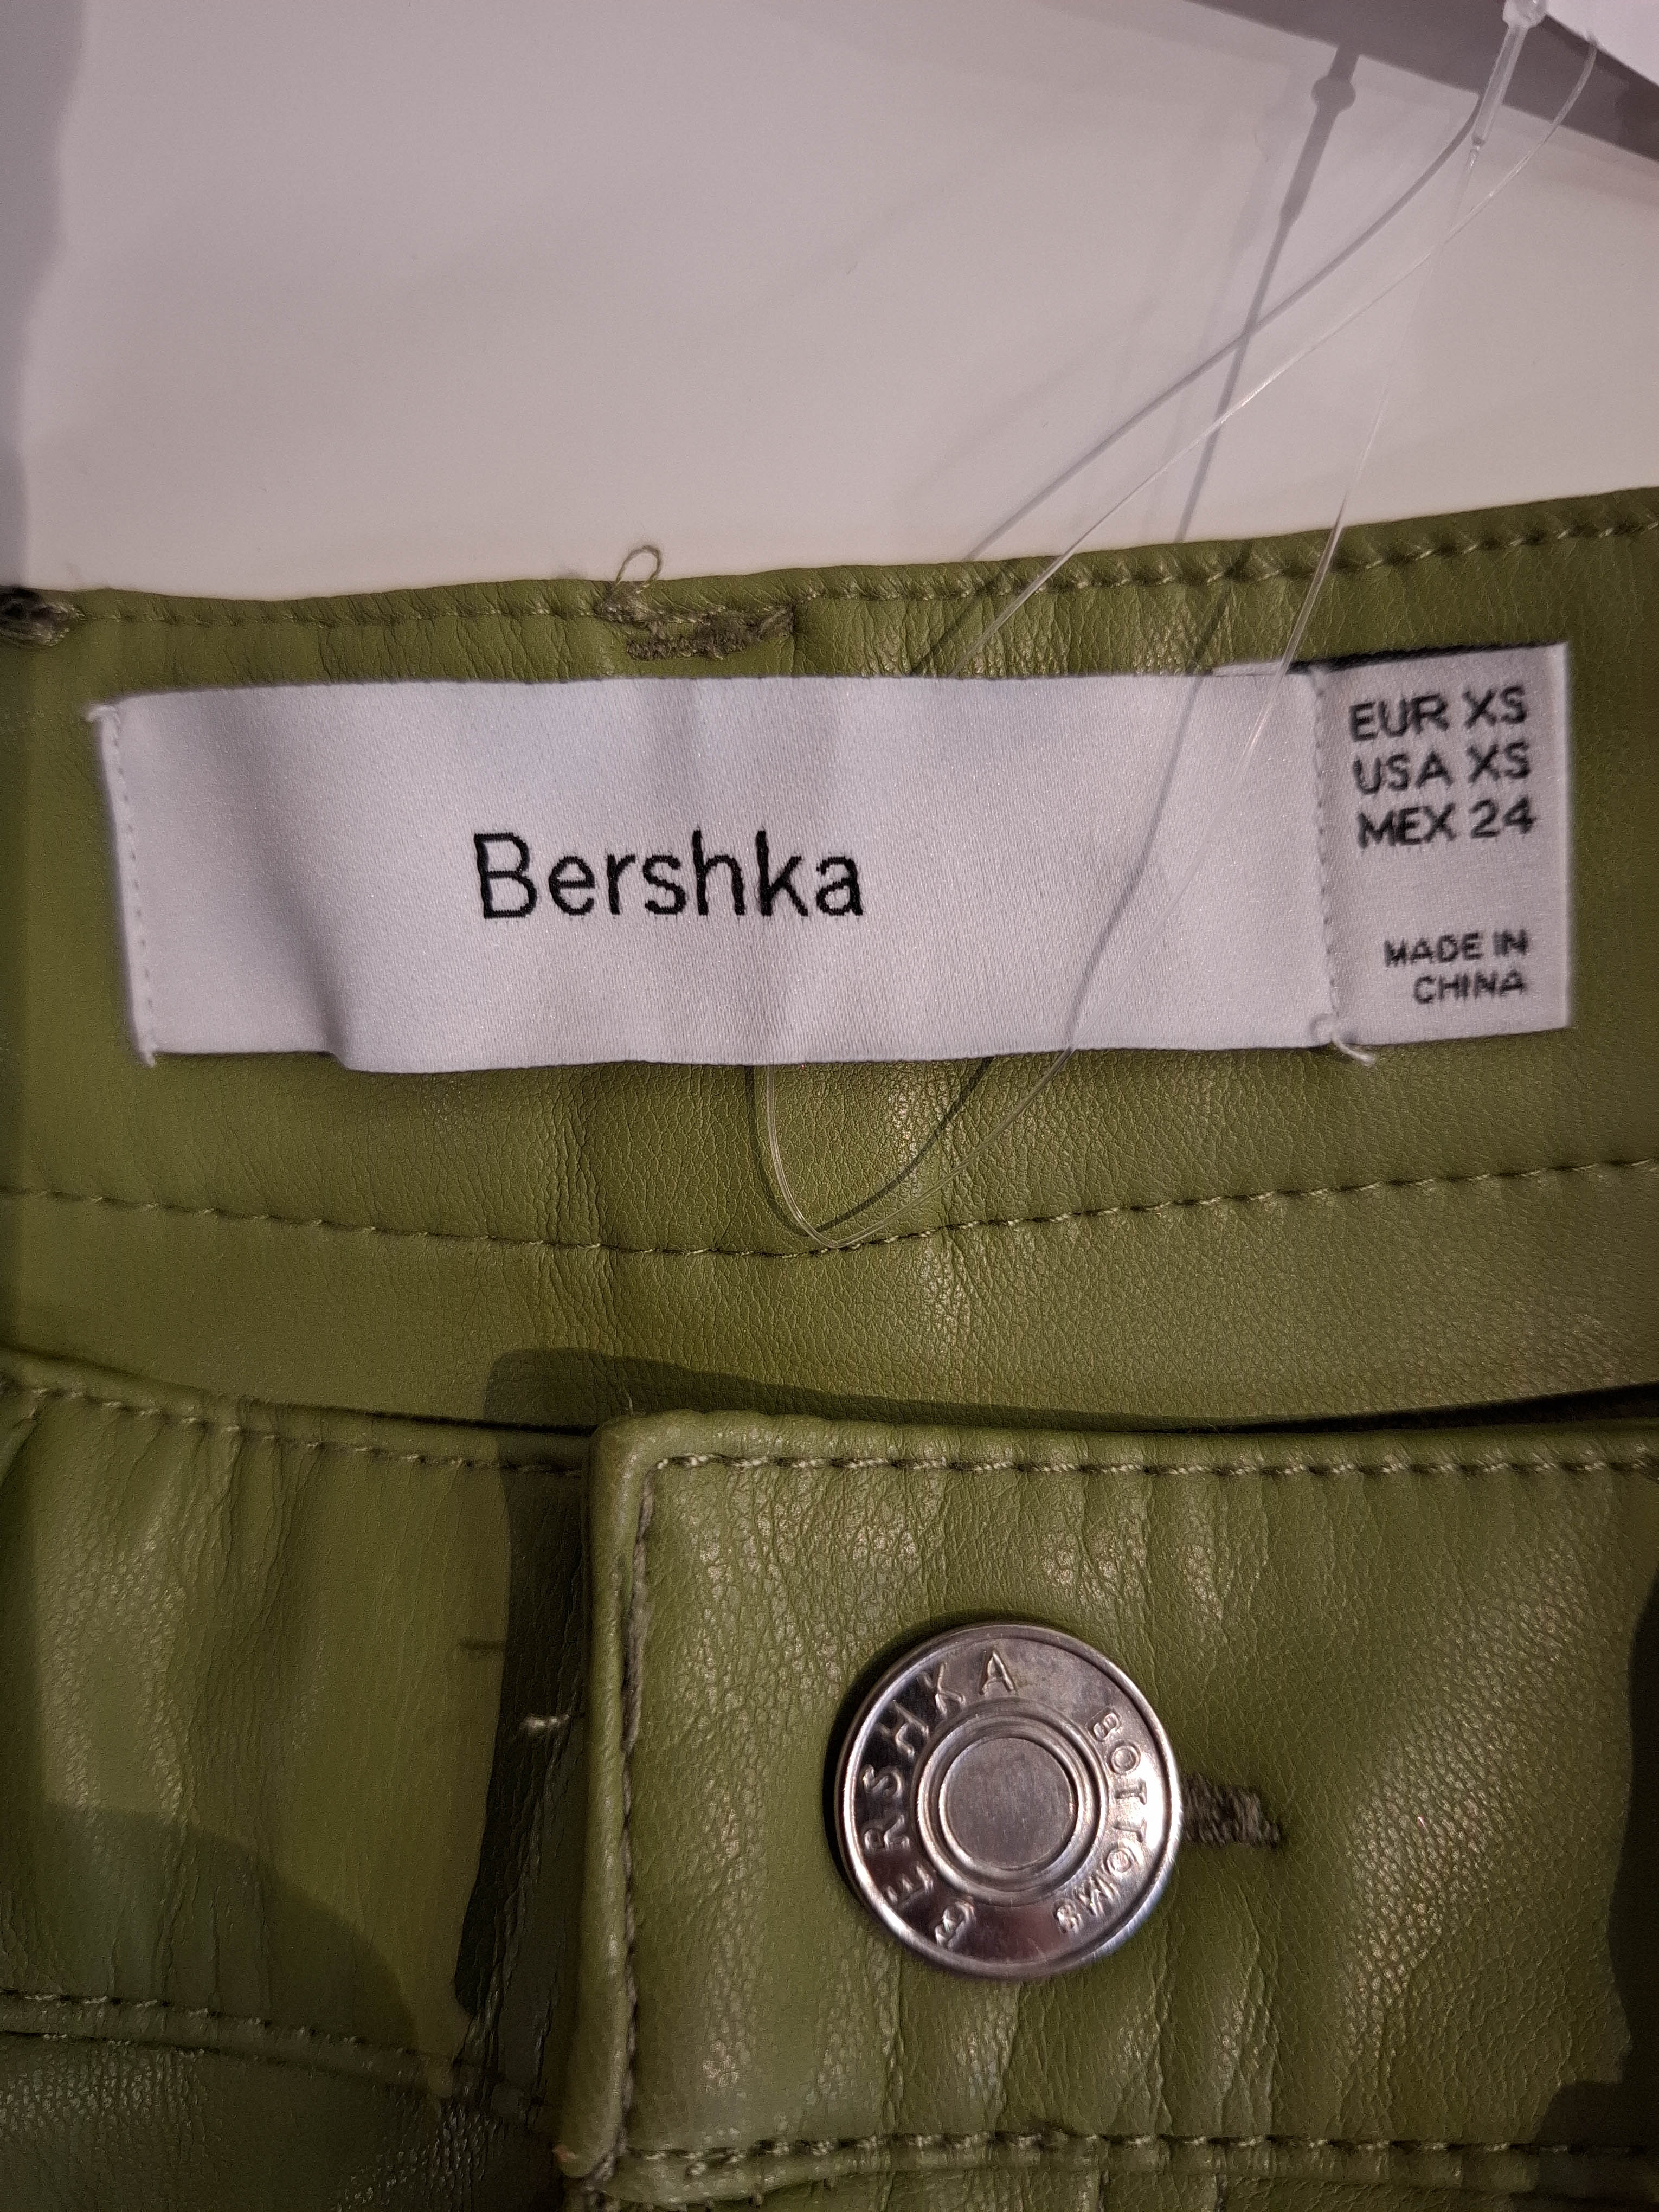 Bershka
EUR XS
USA XS
MEX 24
MADE IN
CHINA
BERSHKA BOTTOMS